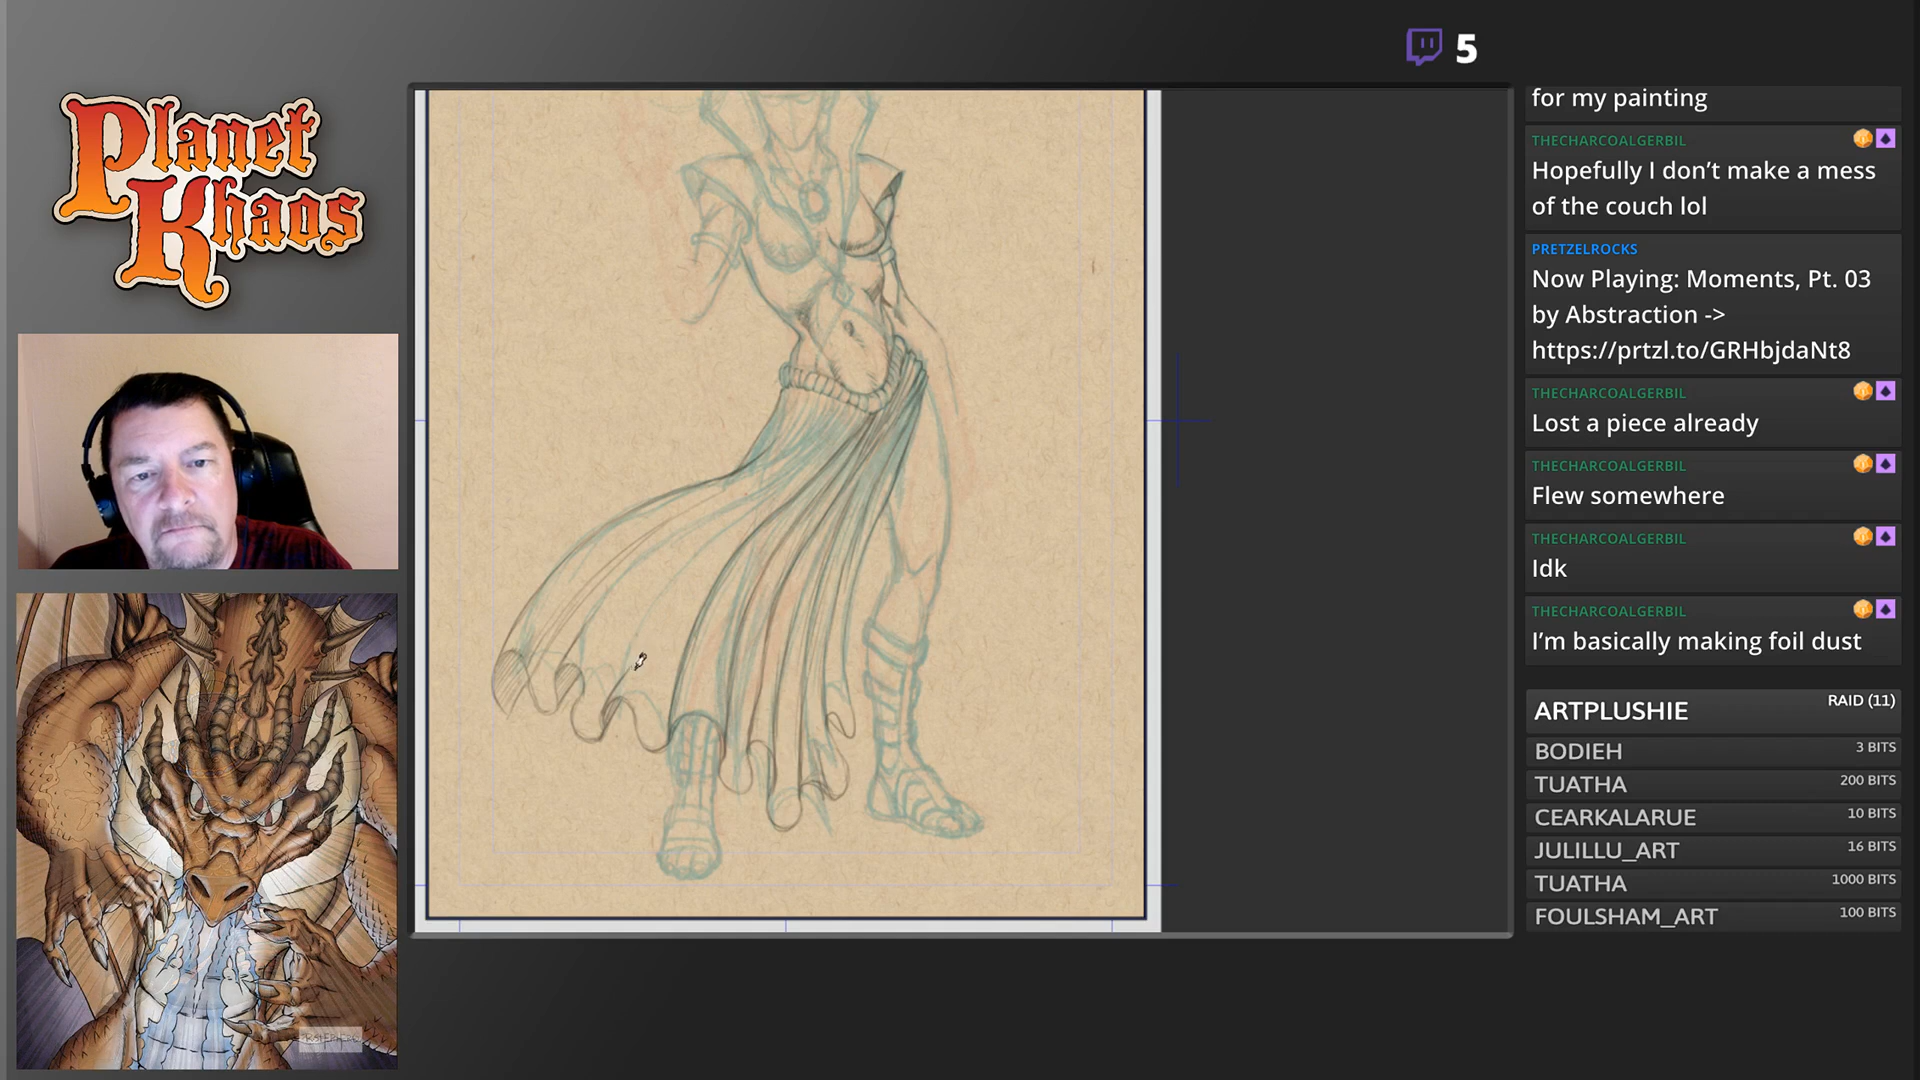 5
Planet
Khaos
for my painting
THECHARCOALGERBIL
Hopefully I don't make a mess
of the couch lol
PRETZELROCKS
Now Playing: Moments, Pt. 03
by Abstraction ->
https://prtzl.to/GRHbjdaNt8
THECHARCOALGERBIL
Lost a piece already
THECHARCOALGERBIL
Flew somewhere
THECHARCOALGERBIL
Idk
THECHARCOALGERBIL
I'm basically making foil dust
ARTPLUSHIE RAID (11)
BODIEH 3 BITS
TUATHA 200 BITS
CEARKALARUE 10 BITS
JULILLU_ART 16 BITS
TUATHA 1000 BITS
FOULSHAM_ART 100 BITS